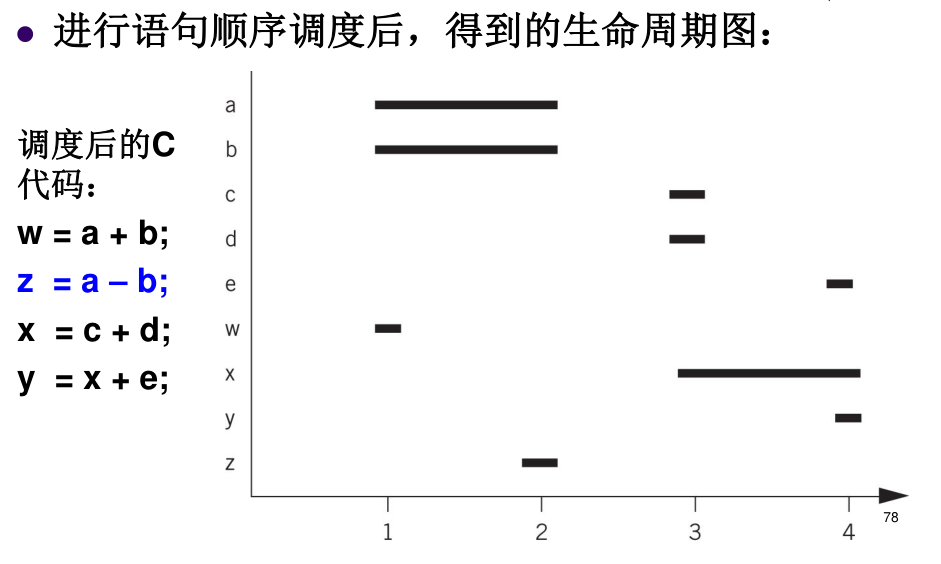 ● 进行语句顺序调度后，得到的生命周期图：
调度后的C
代码：
w = a + b;
z = a – b;
x = c + d;
y = x + e;
a
b
c
d
e
w
x
y
z
1 2 3 4
78